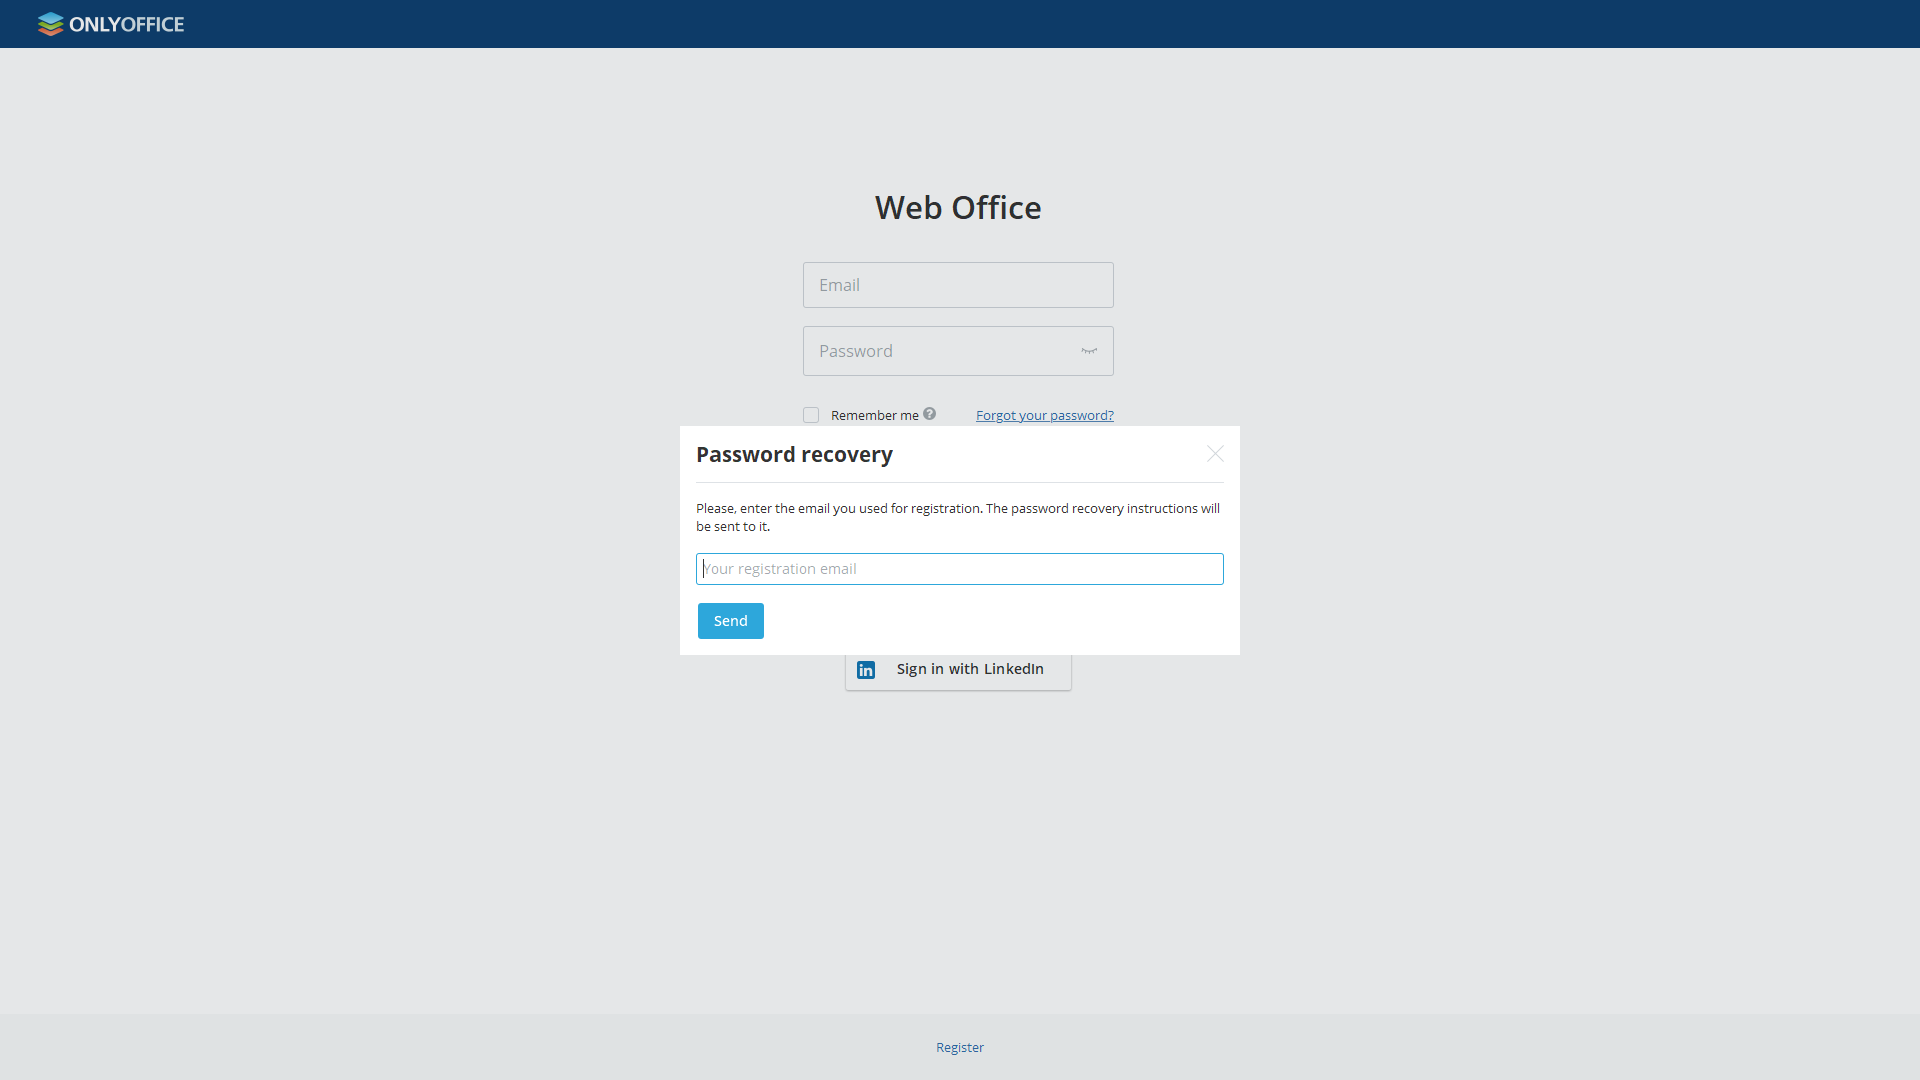 ONLYOFFICE
Web Office
Email
Password
Remember me ?
Forgot your password?
Password recovery
Please, enter the email you used for registration. The password recovery instructions will
be sent to it.
Your registration email
Send
in Sign in with LinkedIn
Register